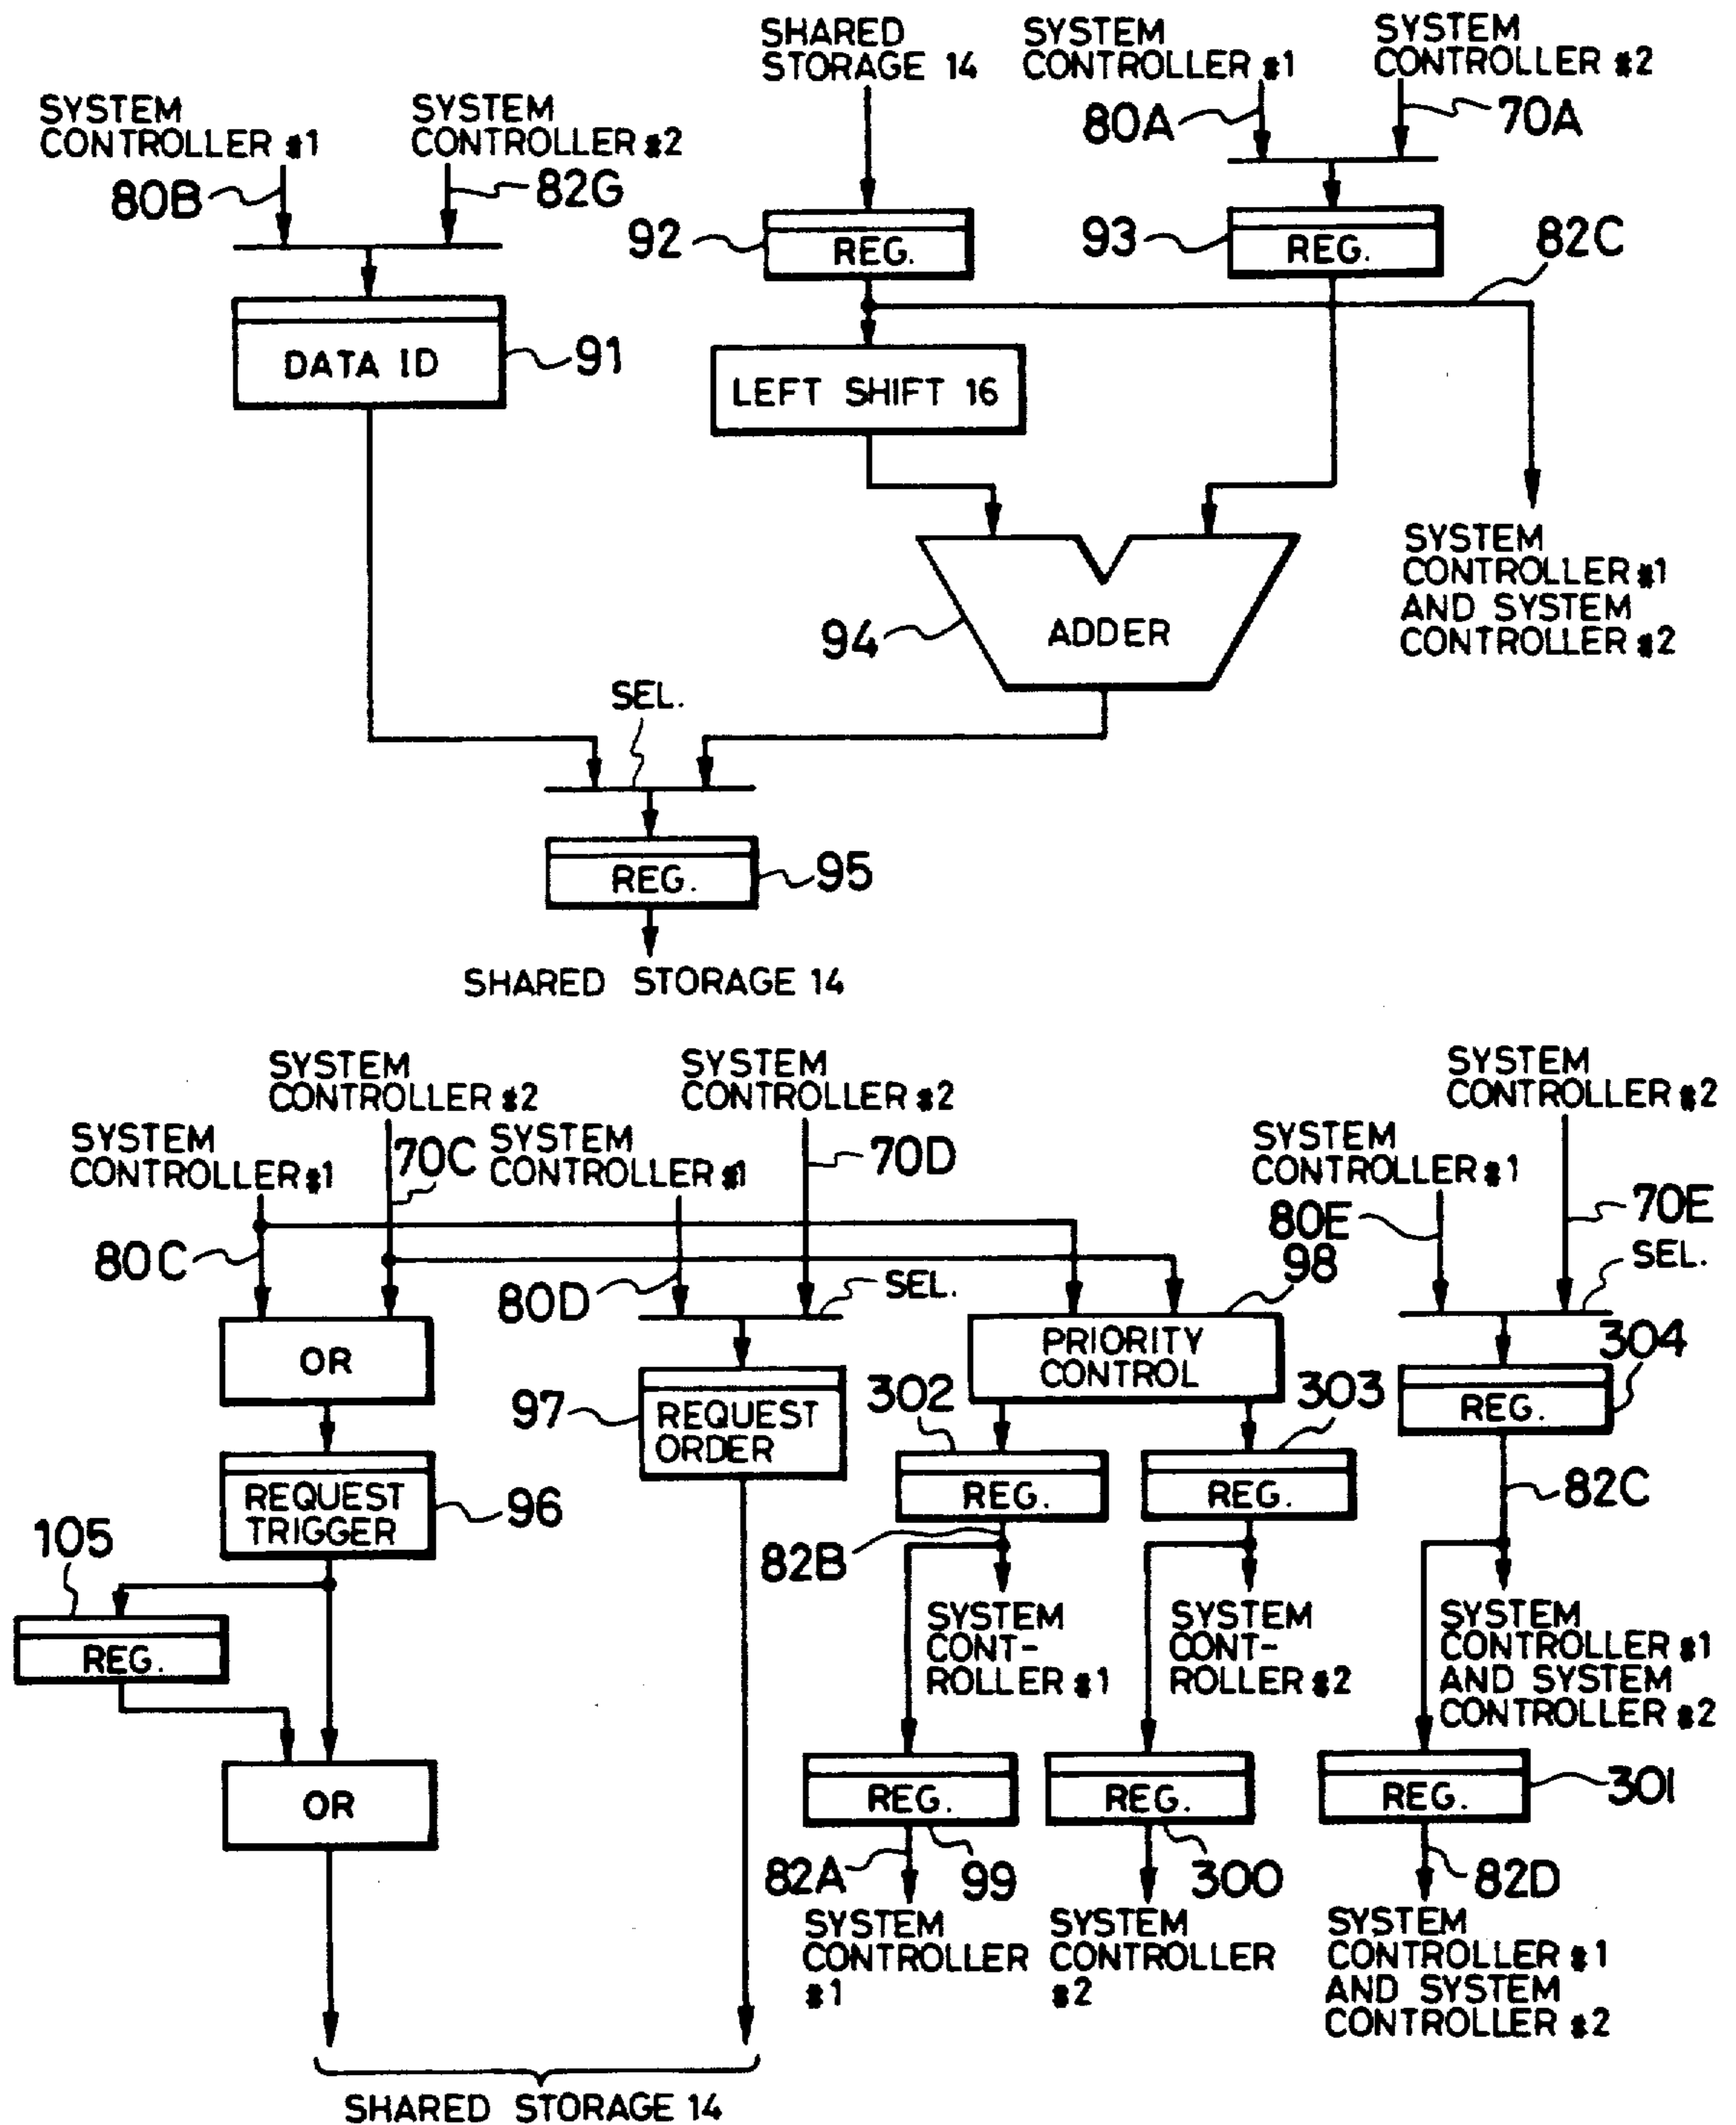 SHARED
STORAGE 14
SYSTEM
CONTROLLER #1
SYSTEM
CONTROLLER #2
80A
70A
SYSTEM
CONTROLLER #1
SYSTEM
CONTROLLER #2
80B
82G
92
REG.
93
REG.
82C
DATA ID
91
LEFT SHIFT 16
SYSTEM
CONTROLLER #1
AND SYSTEM
CONTROLLER #2
94
ADDER
SEL.
REG.
95
SHARED STORAGE 14
SYSTEM
CONTROLLER #2
SYSTEM
CONTROLLER #2
SYSTEM
CONTROLLER #2
SYSTEM
CONTROLLER #1
70C
SYSTEM
CONTROLLER #1
70D
SYSTEM
CONTROLLER #1
80C
80D
SEL.
80E
98
70E
SEL.
OR
PRIORITY
CONTROL
304
97
REQUEST
ORDER
302
303
REG.
REQUEST
TRIGGER
96
REG.
REG.
82C
105
82B
REG.
SYSTEM
CONT-
ROLLER #1
SYSTEM
CONT-
ROLLER #2
SYSTEM
CONTROLLER #1
AND SYSTEM
CONTROLLER #2
OR
REG.
REG.
REG.
301
82A
99
300
82D
SYSTEM
CONTROLLER
#1
SYSTEM
CONTROLLER
#2
SYSTEM
CONTROLLER #1
AND SYSTEM
CONTROLLER #2
SHARED STORAGE 14